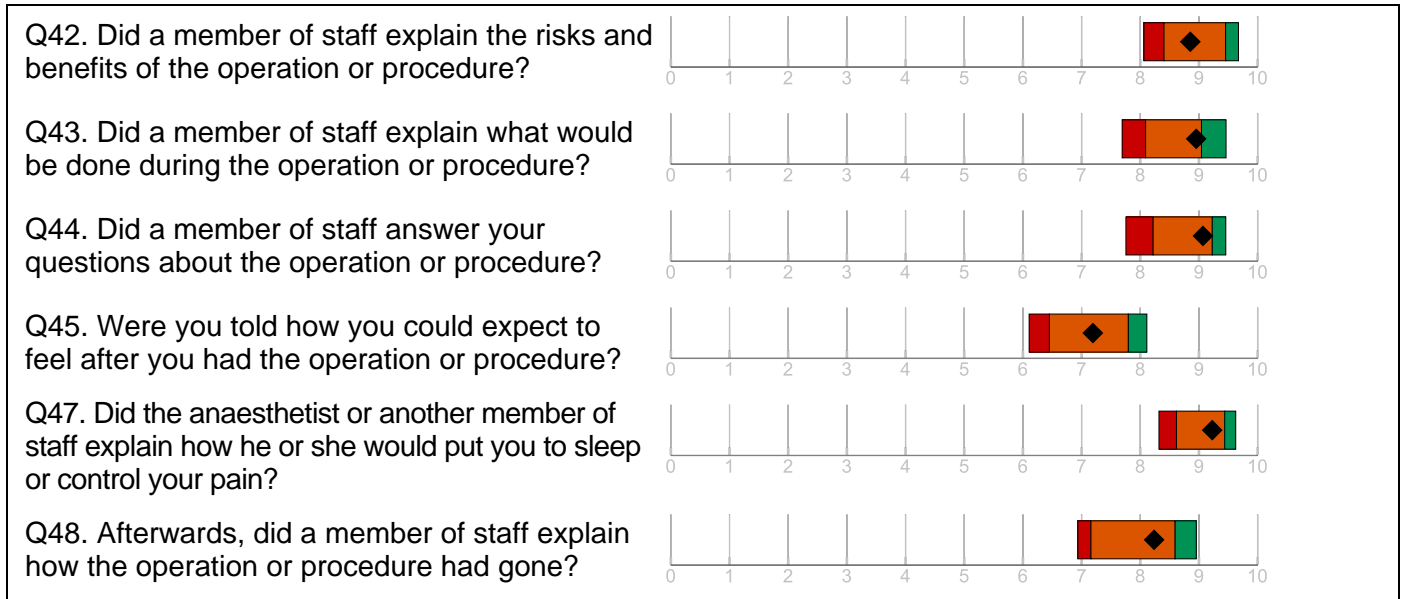 Q42. Did a member of staff explain the risks and
benefits of the operation or procedure?
0 1 2 3 4 5 6 7 8 9 10
Q43. Did a member of staff explain what would
be done during the operation or procedure?
0 1 2 3 4 5 6 7 8 9 10
Q44. Did a member of staff answer your
questions about the operation or procedure?
0 1 2 3 4 5 6 7 8 9 10
Q45. Were you told how you could expect to
feel after you had the operation or procedure?
0 1 2 3 4 5 6 7 8 9 10
Q47. Did the anaesthetist or another member of
staff explain how he or she would put you to sleep
or control your pain?
0 1 2 3 4 5 6 7 8 9 10
Q48. Afterwards, did a member of staff explain
how the operation or procedure had gone?
0 1 2 3 4 5 6 7 8 9 10